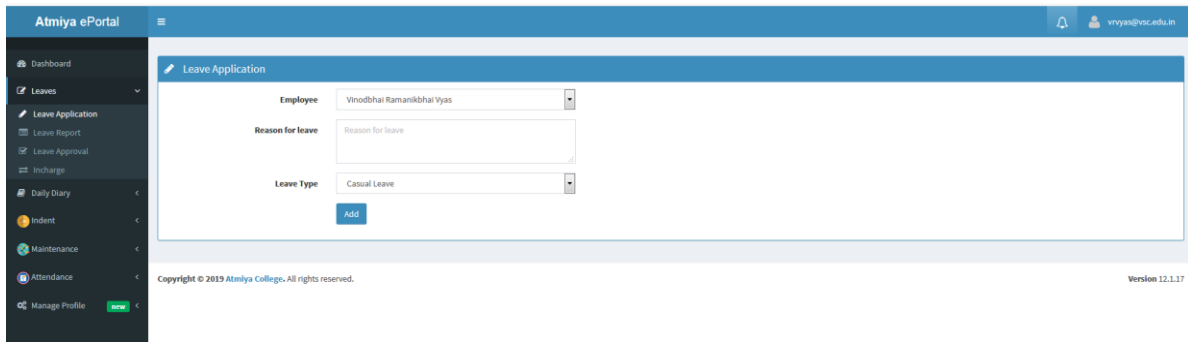 Atmiya ePortal
vrvyas@vsc.edu.in
Dashboard
Leaves
Leave Application
Leave Report
Leave Approval
Incharge
Daily Diary
Indent
Maintenance
Attendance
Manage Profile new
Leave Application
Employee Vinodbhai Ramanikbhai Vyas
Reason for leave Reason for leave
Leave Type Casual Leave
Add
Copyright © 2019 Atmiya College. All rights reserved. Version 12.1.17